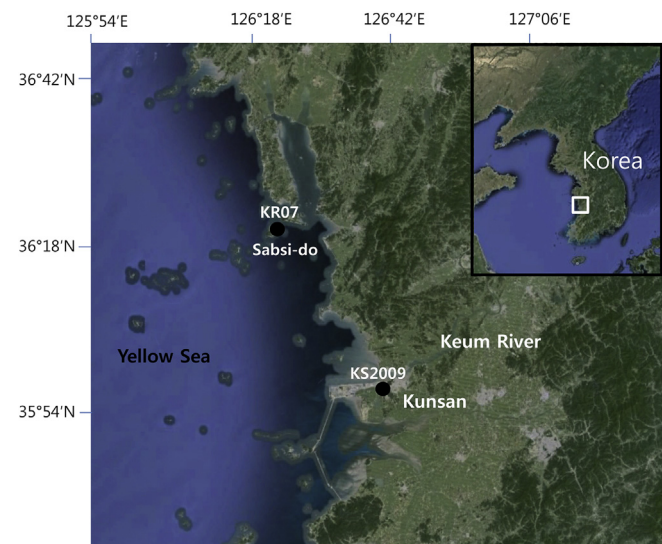 125°54'E
126°18'E
126°42'E
127°06'E
36°42'N
Korea
KR07
36°18'N
Sabsi-do
Keum River
Yellow Sea
KS2009
Kunsan
35°54'N